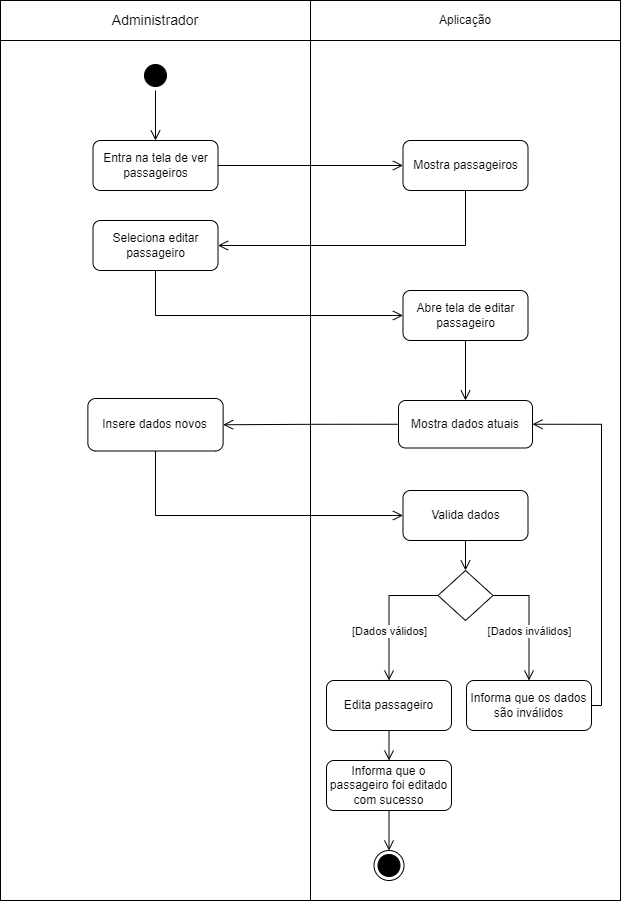 Administrador
Aplicação
Entra na tela de ver
passageiros
Mostra passageiros
Seleciona editar
passageiro
Abre tela de editar
passageiro
Insere dados novos
Mostra dados atuais
Valida dados
[Dados válidos]
[Dados inválidos]
Edita passageiro
Informa que os dados
são inválidos
Informa que o
passageiro foi editado
com sucesso